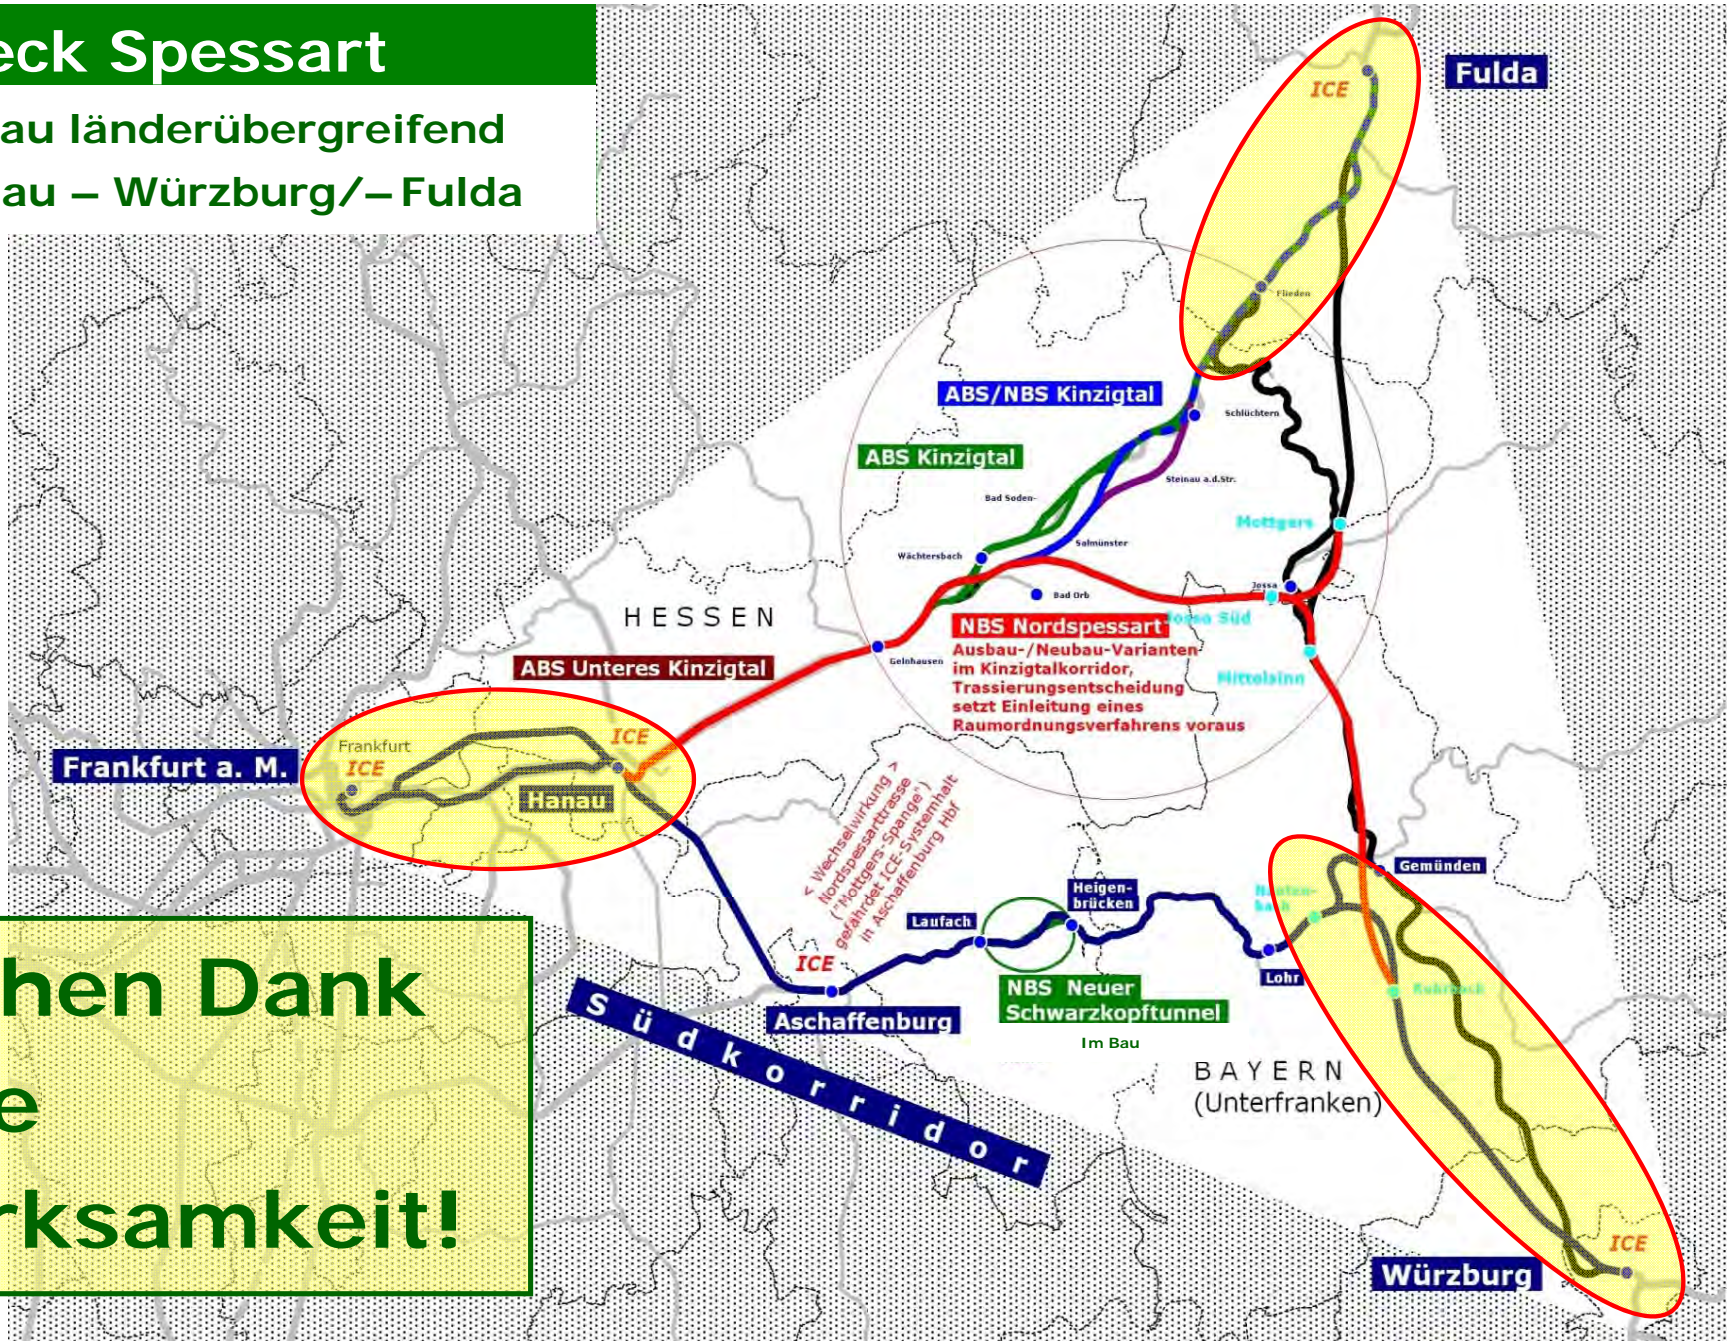 eck Spessart
au länderübergreifend
au – Würzburg/– Fulda
Fulda
ICE
Flieden
ABS/NBS Kinzigtal
Schlüchtern
ABS Kinzigtal
Steinau a.d.Str.
Bad Soden-
Mottgers
Salmünster
Wächtersbach
Jossa
Bad Orb
HESSEN
Jossa Süd
NBS Nordspessart
Ausbau-/Neubau-Varianten
im Kinzigtalkorridor,
Trassierungsentscheidung
setzt Einleitung eines
Raumordnungsverfahrens voraus
Gelnhausen
ABS Unteres Kinzigtal
Mittelsinn
Frankfurt
ICE
ICE
Frankfurt a. M.
Hanau
< Wechselwirkung >
Nordspessarttrasse
("Mottgers-Spange")
gefährdet ICE-Systemhalt
in Aschaffenburg Hbf
Gemünden
Heigen-
brücken
Nanten-
bach
Laufach
ICE
Lohr
NBS Neuer
Schwarzkopftunnel
Im Bau
Aschaffenburg
Südkorridor
BAYERN
(Unterfranken)
ICE
Würzburg
hen Dank
e
rksamkeit!